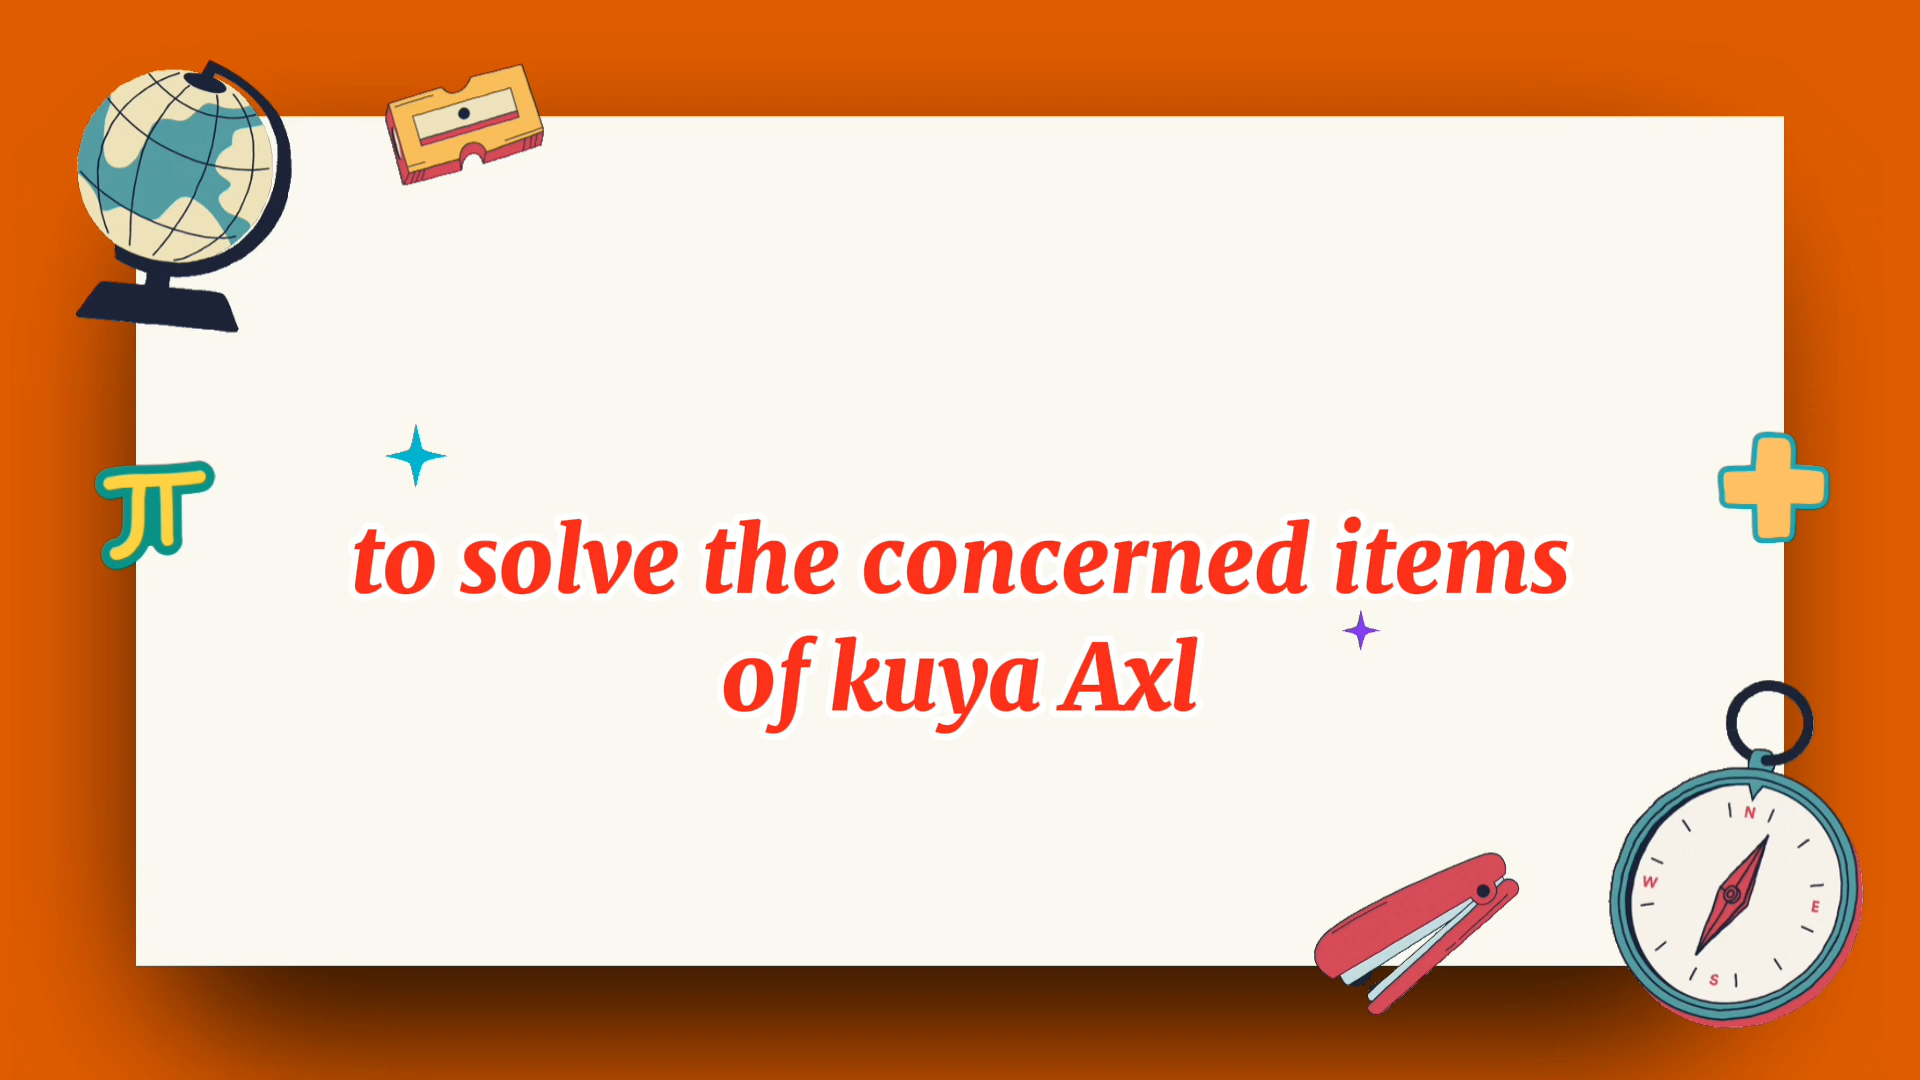 to solve the concerned items
of kuya Axl
π
N
W
E
S